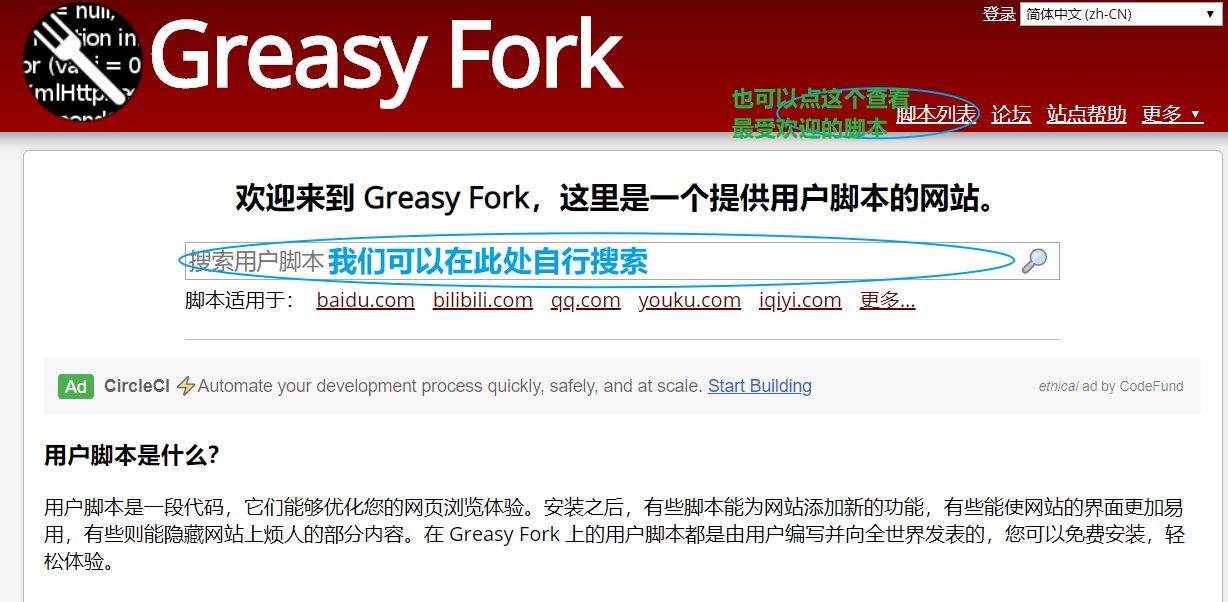 = null,
tion in
or (va i = 0
mlHttp
Greasy Fork
登录 简体中文 (zh-CN)
也可以点这个查看
最受欢迎的脚本
脚本列表 论坛 站点帮助 更多
欢迎来到 Greasy Fork，这里是一个提供用户脚本的网站。
搜索用户脚本 我们可以在此处自行搜索
脚本适用于： baidu.com bilibili.com qq.com youku.com iqiyi.com 更多...
Ad CircleCI ⚡Automate your development process quickly, safely, and at scale. Start Building ethical ad by CodeFund
用户脚本是什么?
用户脚本是一段代码，它们能够优化您的网页浏览体验。安装之后，有些脚本能为网站添加新的功能，有些能使网站的界面更加易
用，有些则能隐藏网站上烦人的部分内容。在 Greasy Fork 上的用户脚本都是由用户编写并向全世界发表的，您可以免费安装，轻
松体验。